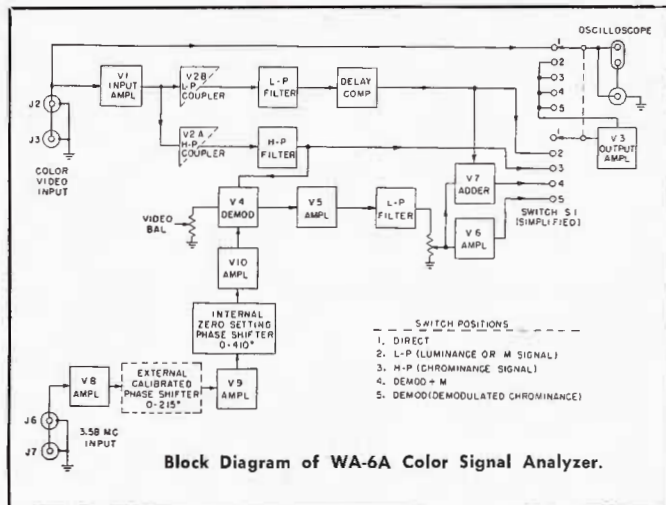 OSCILLOSCOPE
1
2
3
4
5
V1
INPUT
AMPL
V2B
L-P
COUPLER
L-P
FILTER
DELAY
COMP
J2
J3
COLOR
VIDEO
INPUT
V2A
H-P
COUPLER
H-P
FILTER
1
V3
OUTPUT
AMPL
2
3
4
5
SWITCH S1
(SIMPLIFIED)
V7
ADDER
VIDEO
BAL
V4
DEMOD
V5
AMPL
L-P
FILTER
V6
AMPL
V10
AMPL
INTERNAL
ZERO SETTING
PHASE SHIFTER
0-410°
SWITCH POSITIONS
1. DIRECT
2. L-P (LUMINANCE OR M SIGNAL)
3. H-P (CHROMINANCE SIGNAL)
4. DEMOD + M
5. DEMOD (DEMODULATED CHROMINANCE)
V8
AMPL
EXTERNAL
CALIBRATED
PHASE SHIFTER
0-215°
V9
AMPL
J6
J7
3.58 MC
INPUT
Block Diagram of WA-6A Color Signal Analyzer.